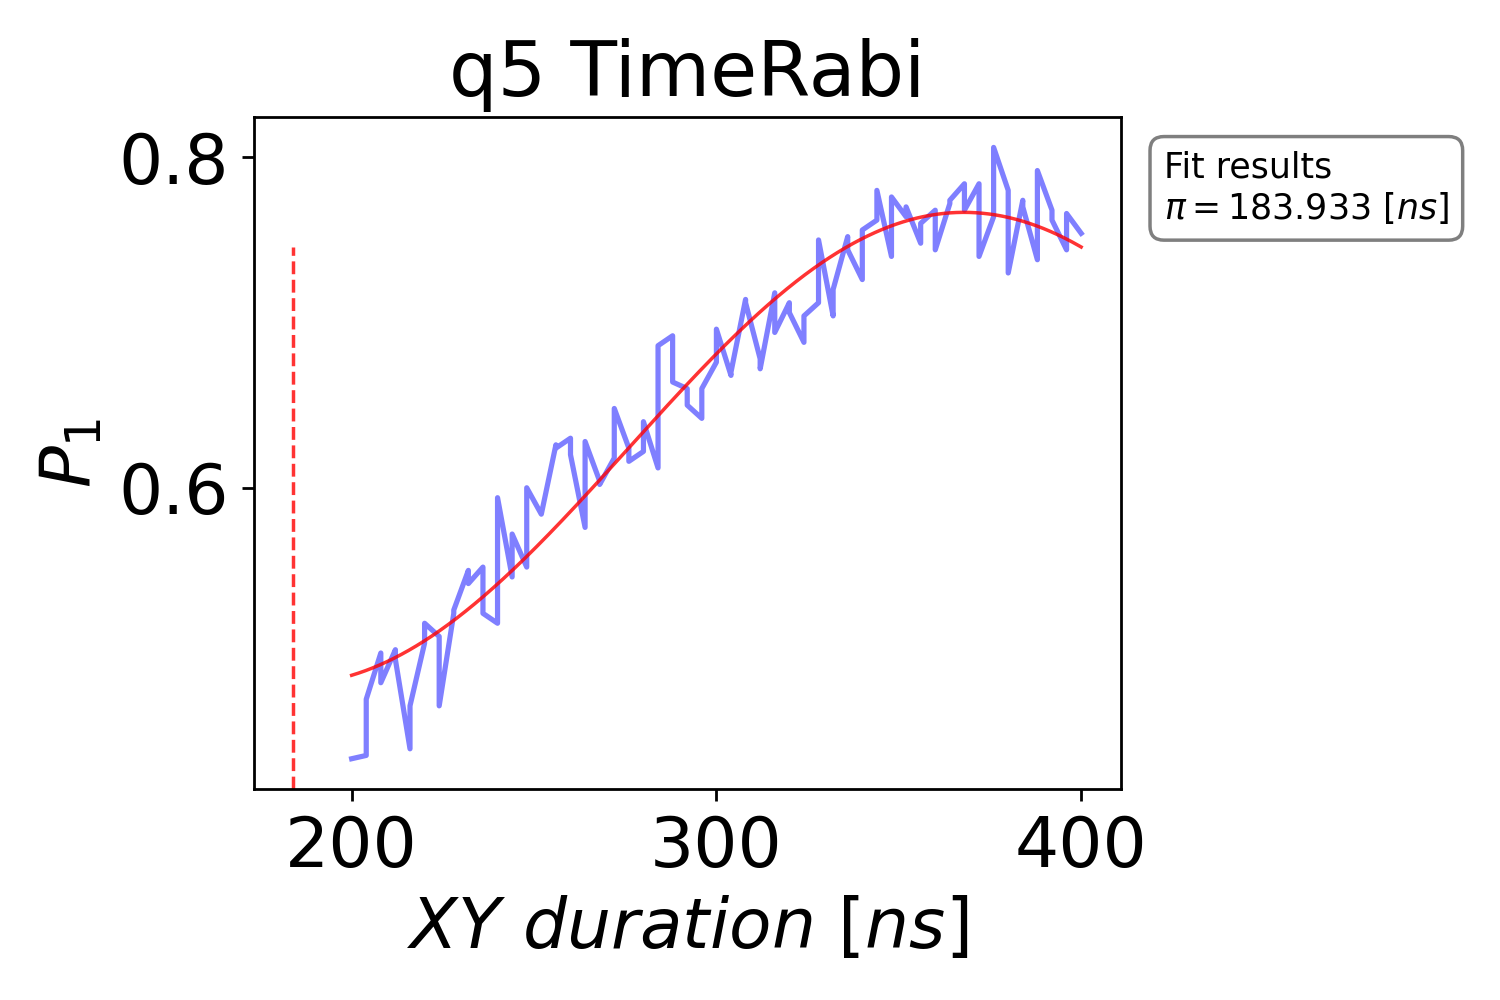 q5 TimeRabi
0.8
0.6
P₁
200 300 400
XY duration [ns]
Fit results
π = 183.933 [ns]